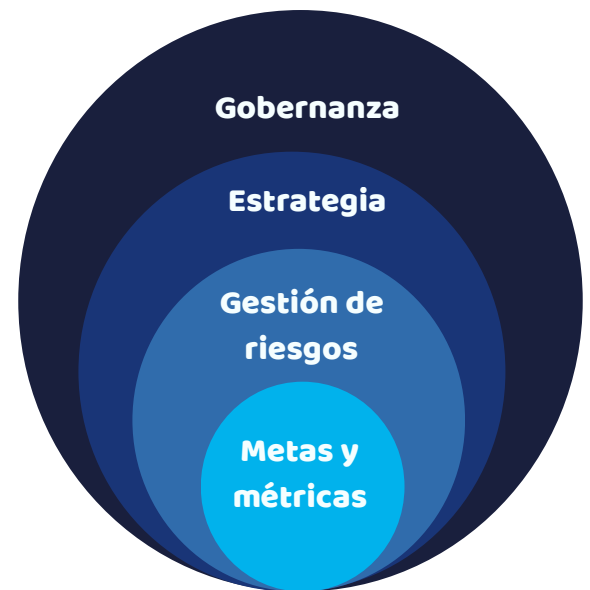 Gobernanza
Estrategia
Gestión de
riesgos
Metas y
métricas